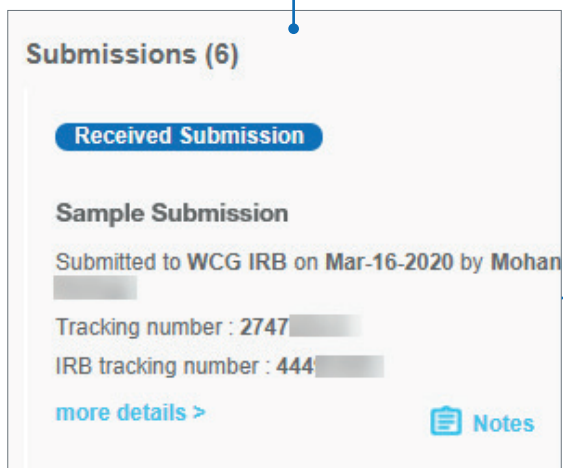 Submissions (6)
Received Submission
Sample Submission
Submitted to WCG IRB on Mar-16-2020 by Mohan
Tracking number : 2747
IRB tracking number : 444
more details >
Notes